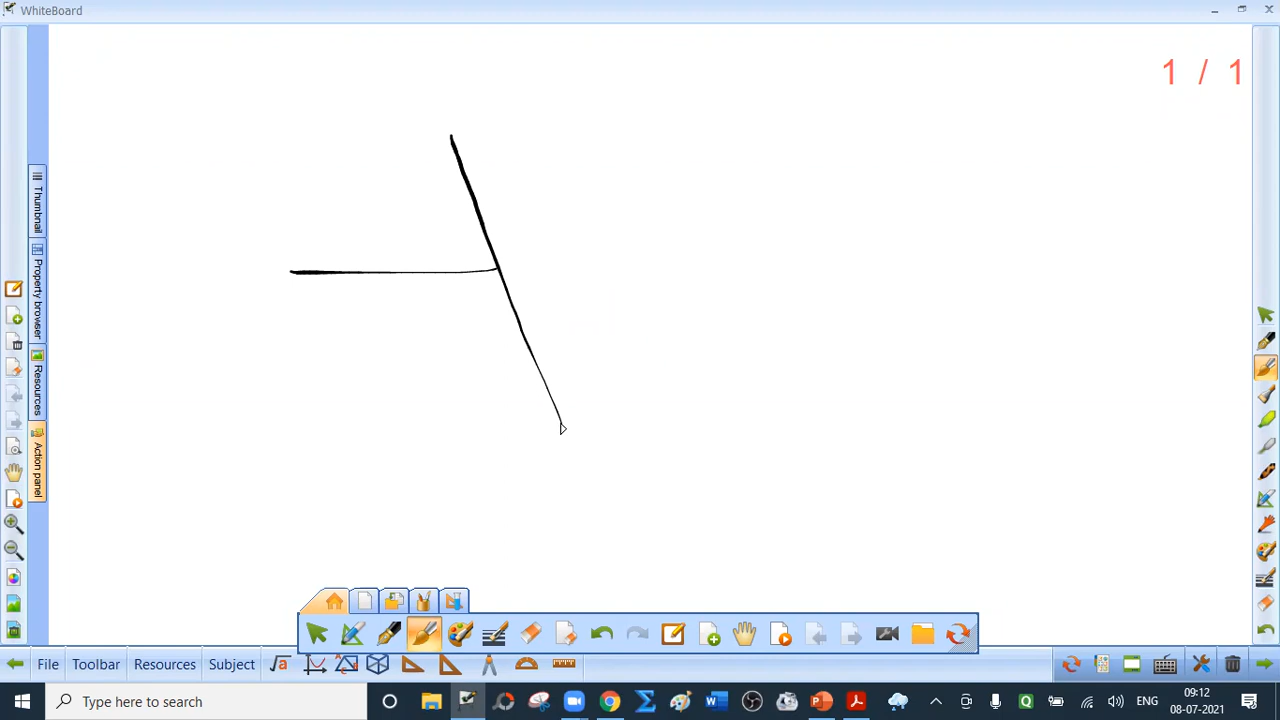 WhiteBoard
1 / 1
Thumbnail
Property browser
Resources
Action panel
File
Toolbar
Resources
Subject
Type here to search
ENG
09:12
08-07-2021